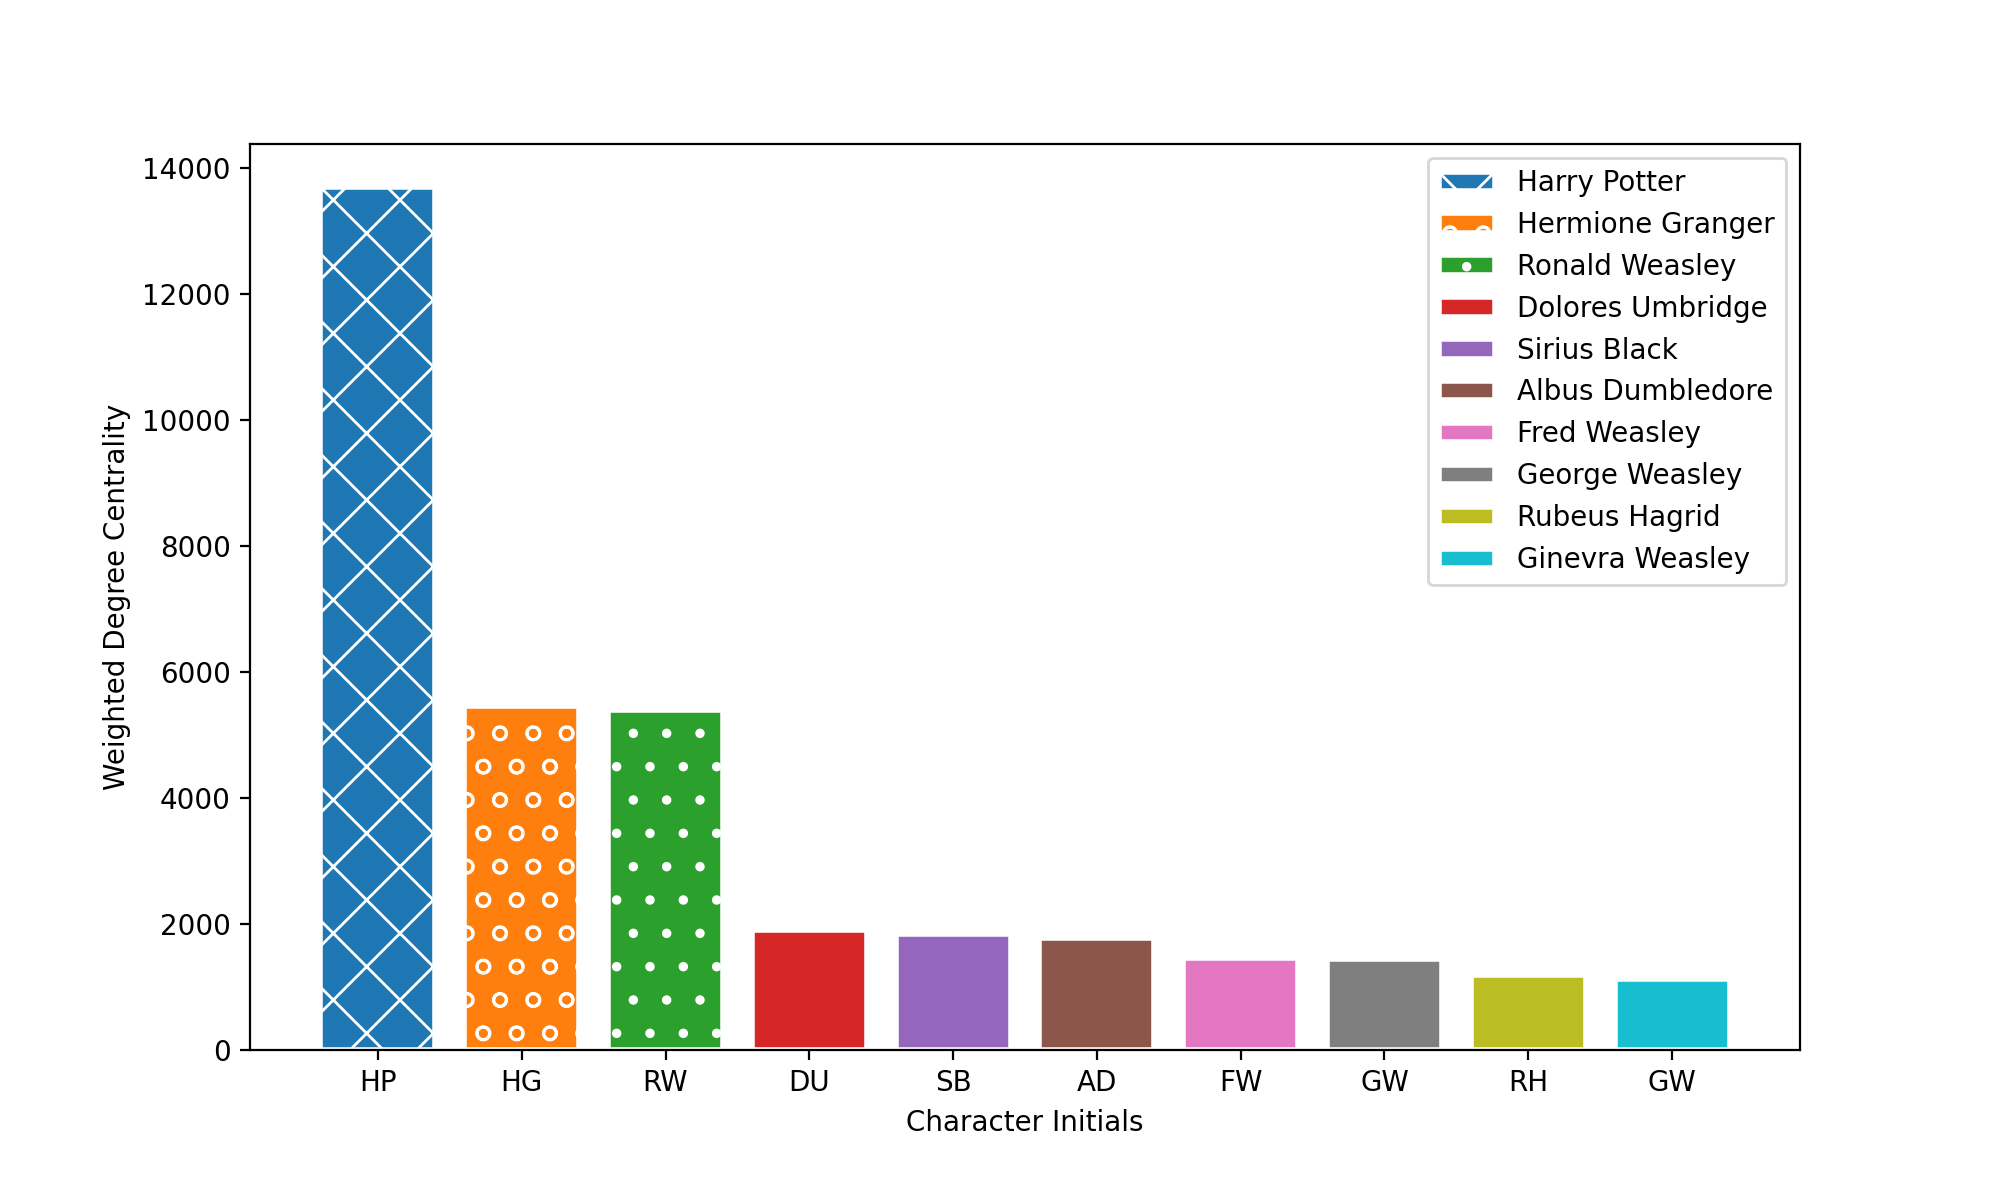 14000
12000
10000
8000
6000
4000
2000
0
Weighted Degree Centrality
Harry Potter
Hermione Granger
Ronald Weasley
Dolores Umbridge
Sirius Black
Albus Dumbledore
Fred Weasley
George Weasley
Rubeus Hagrid
Ginevra Weasley
HP HG RW DU SB AD FW GW RH GW
Character Initials